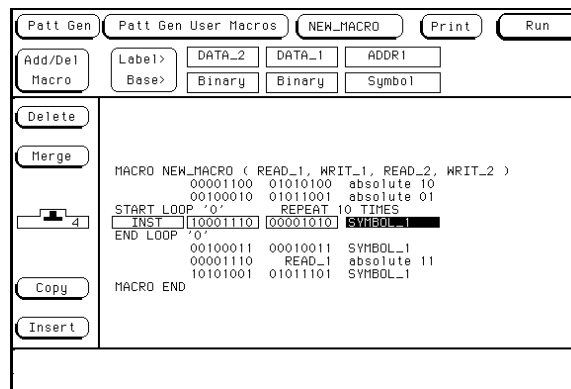 Patt Gen Patt Gen User Macros NEW_MACRO Print Run
Add/Del Macro
Label> DATA_2 DATA_1 ADDR1
Base> Binary Binary Symbol
Delete
Merge
MACRO NEW_MACRO ( READ_1, WRIT_1, READ_2, WRIT_2 )
00001100 01010100 absolute 10
00100010 01011001 absolute 01
START LOOP '0' REPEAT 10 TIMES
4 INST 10001110 00001010 SYMBOL_1
END LOOP '0'
00100011 00010011 SYMBOL_1
00001110 READ_1 absolute 11
10101001 01011101 SYMBOL_1
Copy MACRO END
Insert